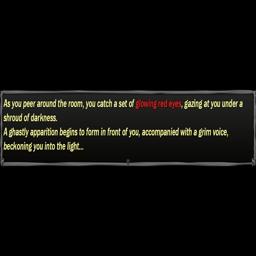 As you peer around the room, you catch a set of glowing red eyes, gazing at you under a
shroud of darkness.
A ghastly apparition begins to form in front of you, accompanied with a grim voice,
beckoning you into the light...